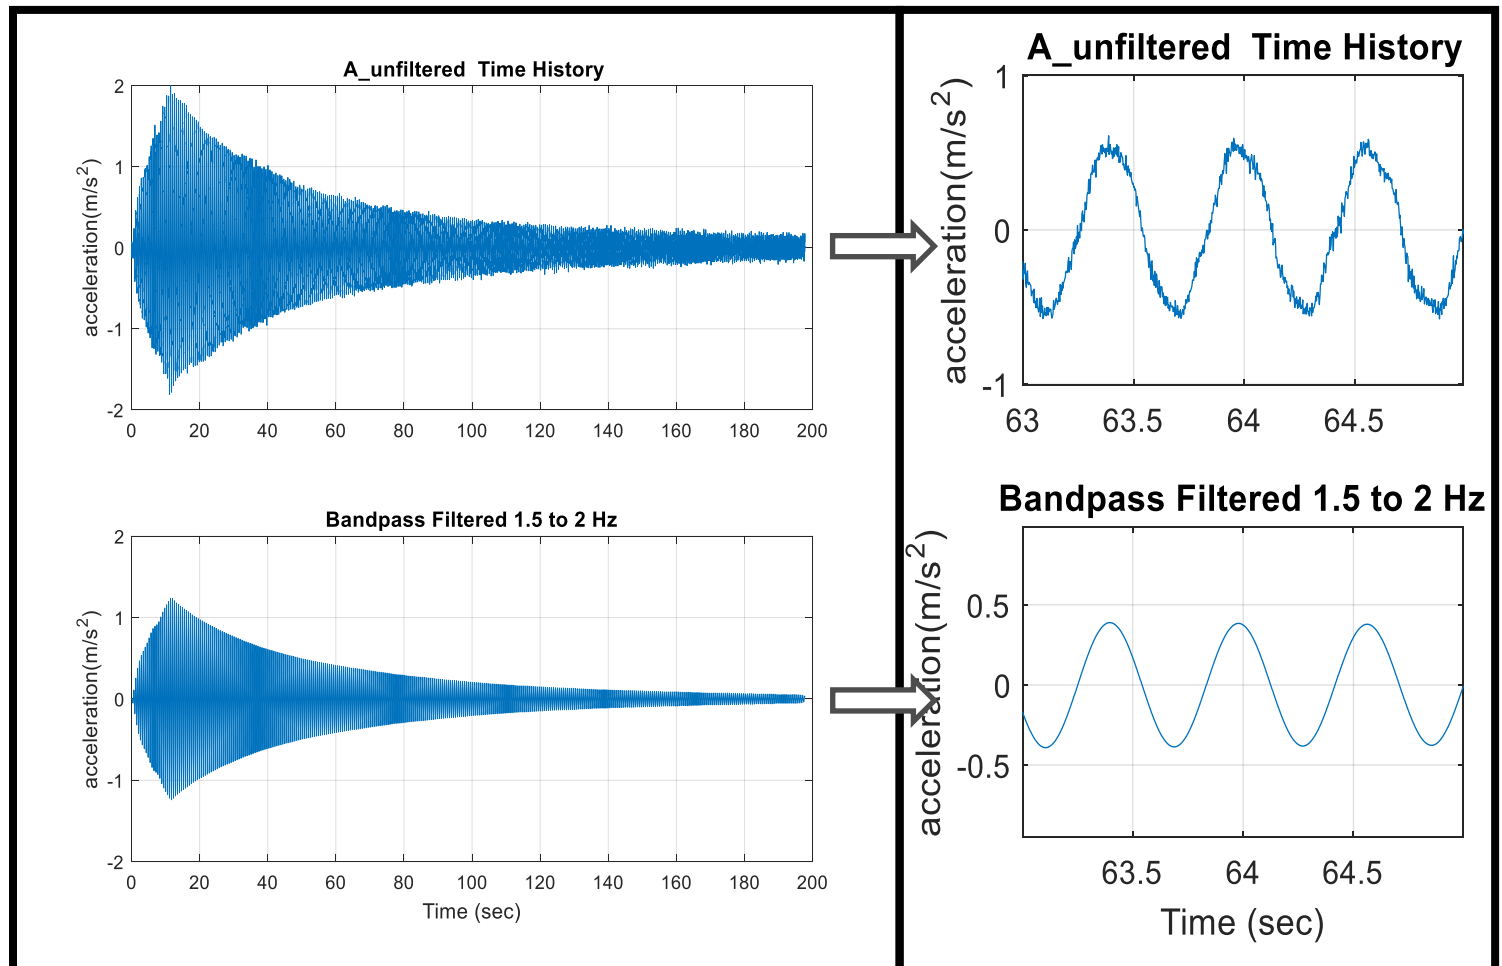 A_unfiltered  Time History
acceleration(m/s²)
2
1
0
-1
-2
0 20 40 60 80 100 120 140 160 180 200
Bandpass Filtered 1.5 to 2 Hz
acceleration(m/s²)
2
1
0
-1
-2
0 20 40 60 80 100 120 140 160 180 200
Time (sec)
A_unfiltered  Time History
acceleration(m/s²)
1
0
-1
63 63.5 64 64.5
Bandpass Filtered 1.5 to 2 Hz
acceleration(m/s²)
0.5
0
-0.5
63.5 64 64.5
Time (sec)